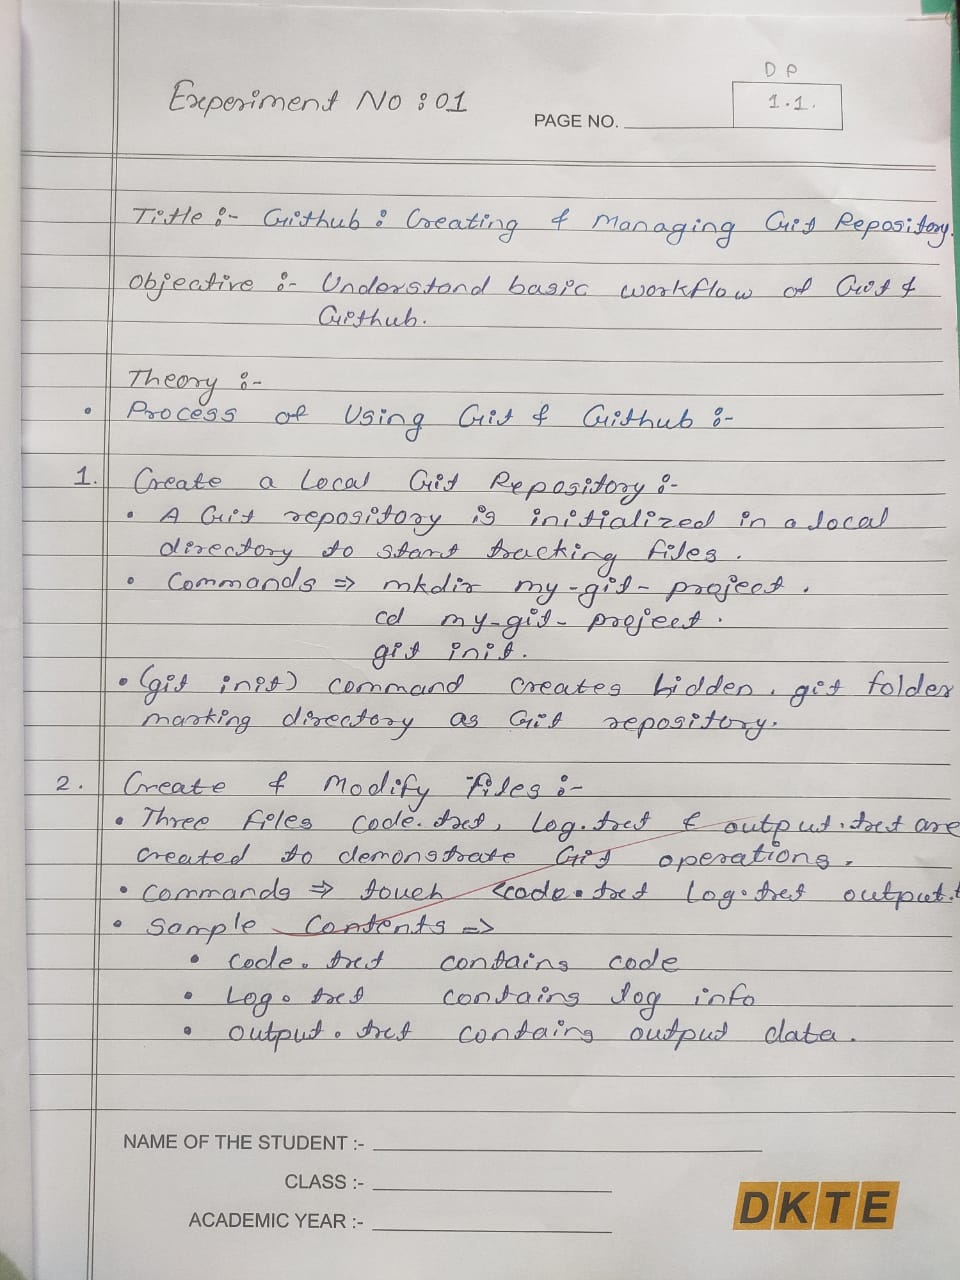 D P
Experiment No : 01
PAGE NO.
1.1.
Title :- Github : Creating & Managing Git Repository.
Objective :- Understand basic workflow of Git &
Github.
Theory :-
• Process of Using Git & Github :-
1. Create a Local Git Repository :-
• A Git repository is initialized in a local
directory to start tracking files.
• Commands => mkdir my-git-project.
cd my-git-project.
git init.
• (git init) command creates hidden .git folder
marking directory as Git repository.
2. Create & Modify Files :-
• Three files code.txt, log.txt & output.txt are
created to demonstrate Git operations.
• Commands => touch code.txt log.txt output.t
• Sample Contents =>
• code.txt contains code
• Log.txt contains log info
• output.txt contains output data.
NAME OF THE STUDENT :-
CLASS :-
ACADEMIC YEAR :-
DKTE